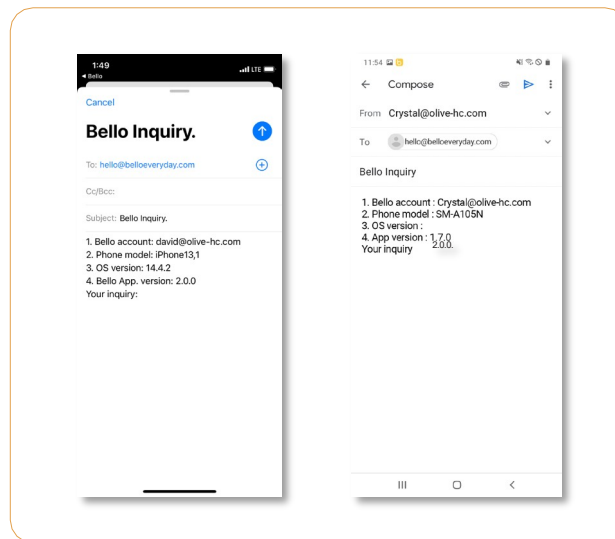 1:49
LTE
Bello
Cancel
Bello Inquiry.
To: hello@belloeveryday.com
Cc/Bcc:
Subject: Bello Inquiry.
1. Bello account: david@olive-hc.com
2. Phone model: iPhone13,1
3. OS version: 14.4.2
4. Bello App. version: 2.0.0
Your inquiry:
11:54
Compose
From Crystal@olive-hc.com
To hello@belloeveryday.com
Bello Inquiry
1. Bello account : Crystal@olive-hc.com
2. Phone model : SM-A105N
3. OS version :
4. App version : 1.7.0
2.0.0.
Your inquiry